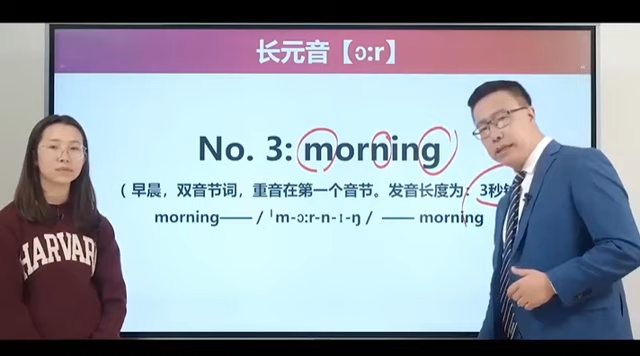 长元音【ɔ:r】
No. 3: morning
( 早晨，双音节词，重音在第一个音节。发音长度为：3秒
morning—— / ˈm-ɔ:r-n-ɪ-ŋ / —— morning
HARVAR